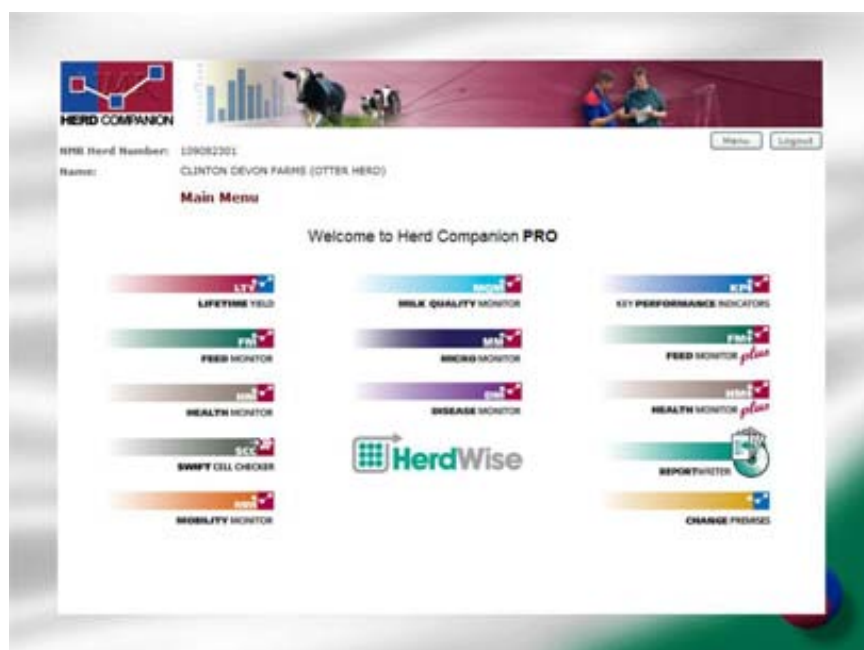 HERD COMPANION
Menu
Logout
NMR Herd Number: 109082301
Name: CLINTON DEVON FARMS (OTTER HERD)
Main Menu
Welcome to Herd Companion PRO
LTY
LIFETIME YIELD
MQM
MILK QUALITY MONITOR
KPI
KEY PERFORMANCE INDICATORS
FM
FEED MONITOR
MM
MICRO MONITOR
FM
FEED MONITOR plus
HM
HEALTH MONITOR
DM
DISEASE MONITOR
HM
HEALTH MONITOR plus
SCC
SWIFT CELL CHECKER
HerdWise
REPORTWRITER
MM
MOBILITY MONITOR
CHANGE PREMISES